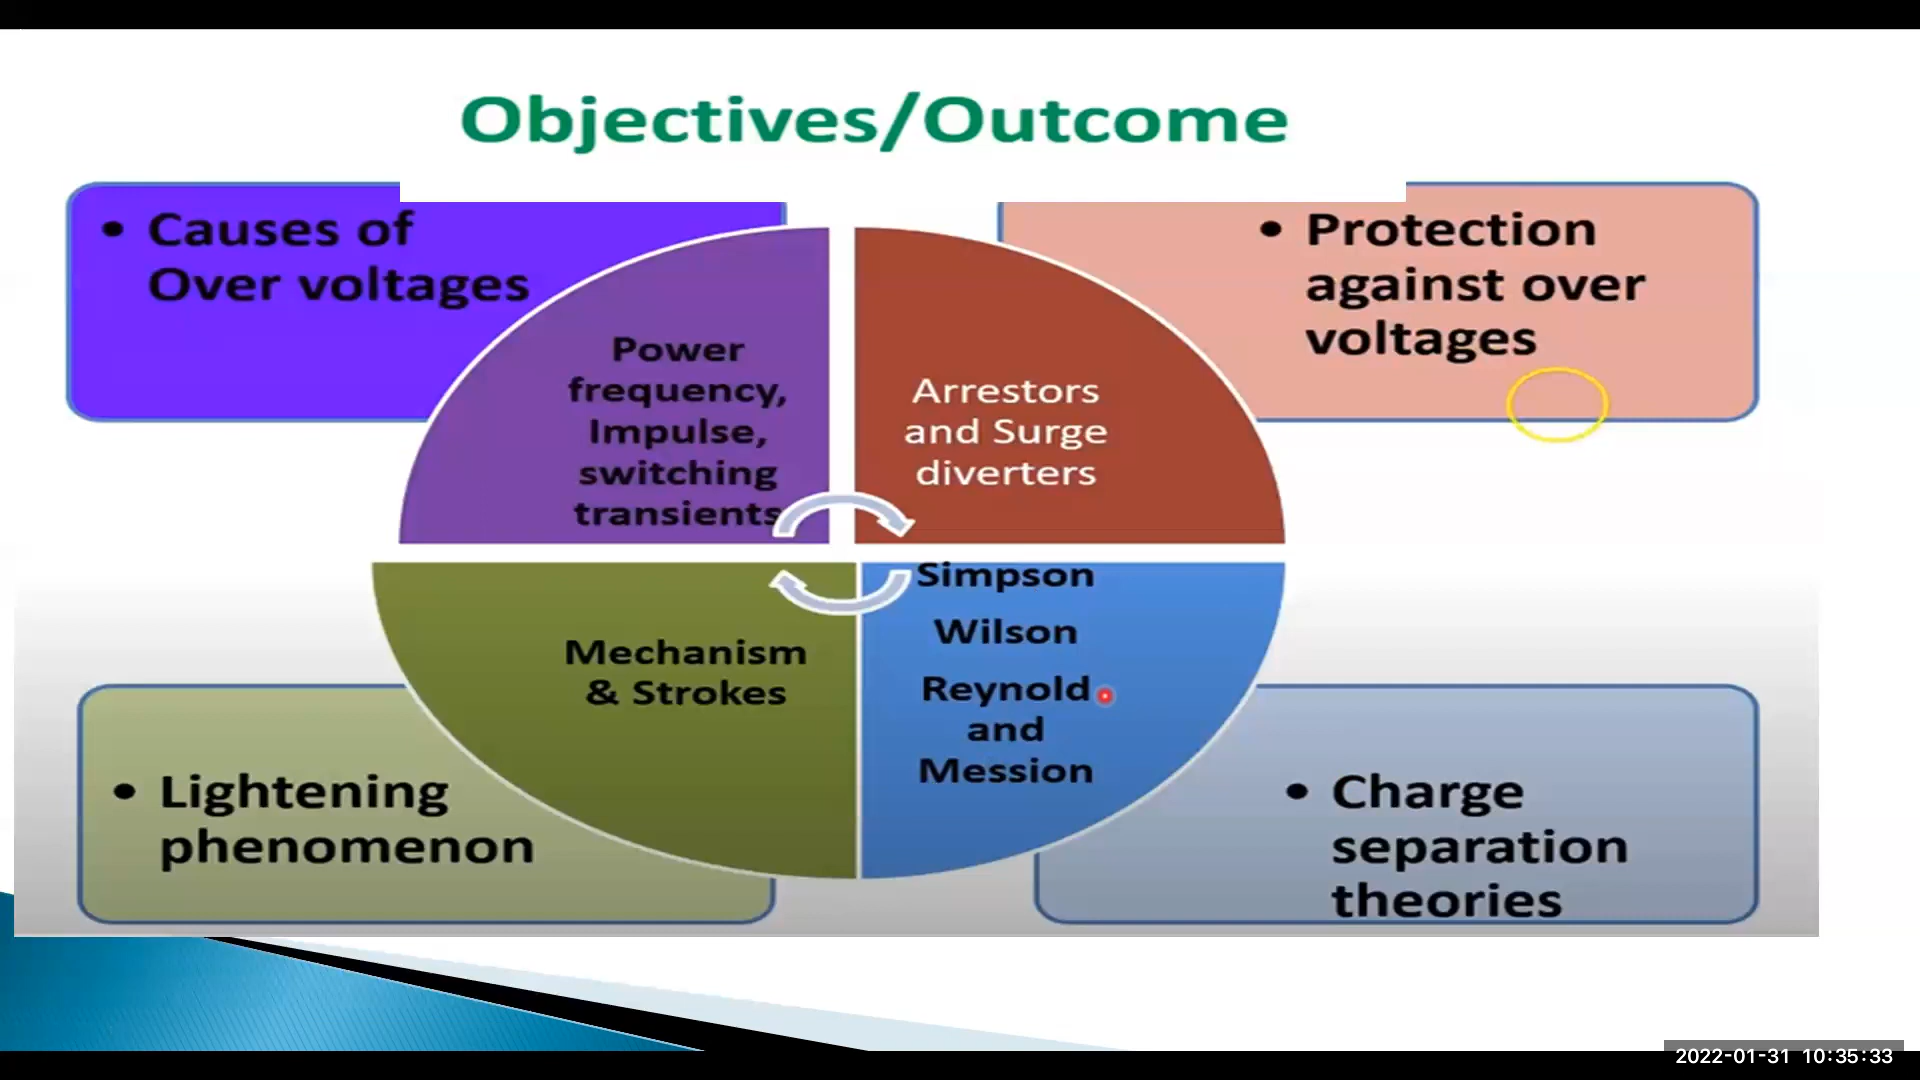 Objectives/Outcome
• Causes of
Over voltages
• Protection
against over
voltages
Power
frequency,
Impulse,
switching
transients
Arrestors
and Surge
diverters
Mechanism
& Strokes
Simpson
Wilson
Reynold
and
Mession
• Lightening
phenomenon
• Charge
separation
theories
2022-01-31 10:35:33